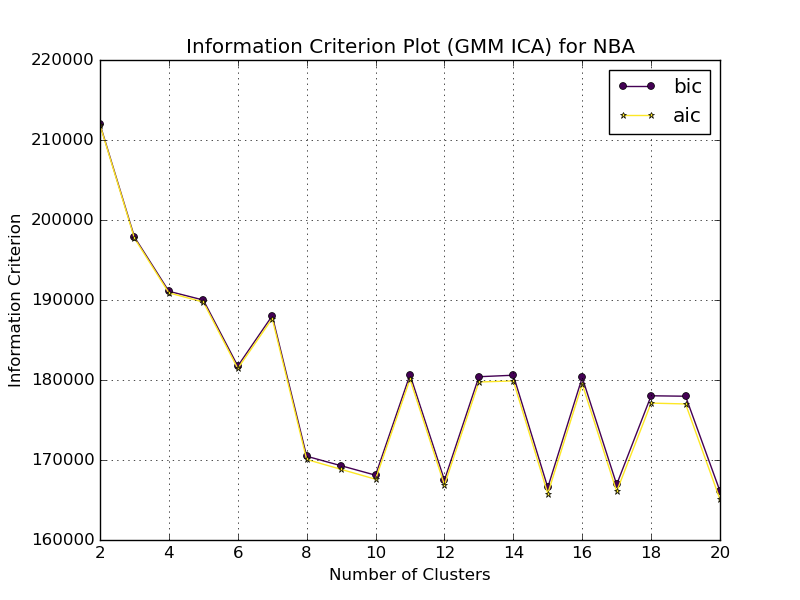 Information Criterion Plot (GMM ICA) for NBA
bic
aic
220000
210000
200000
190000
180000
170000
160000
Information Criterion
2 4 6 8 10 12 14 16 18 20
Number of Clusters